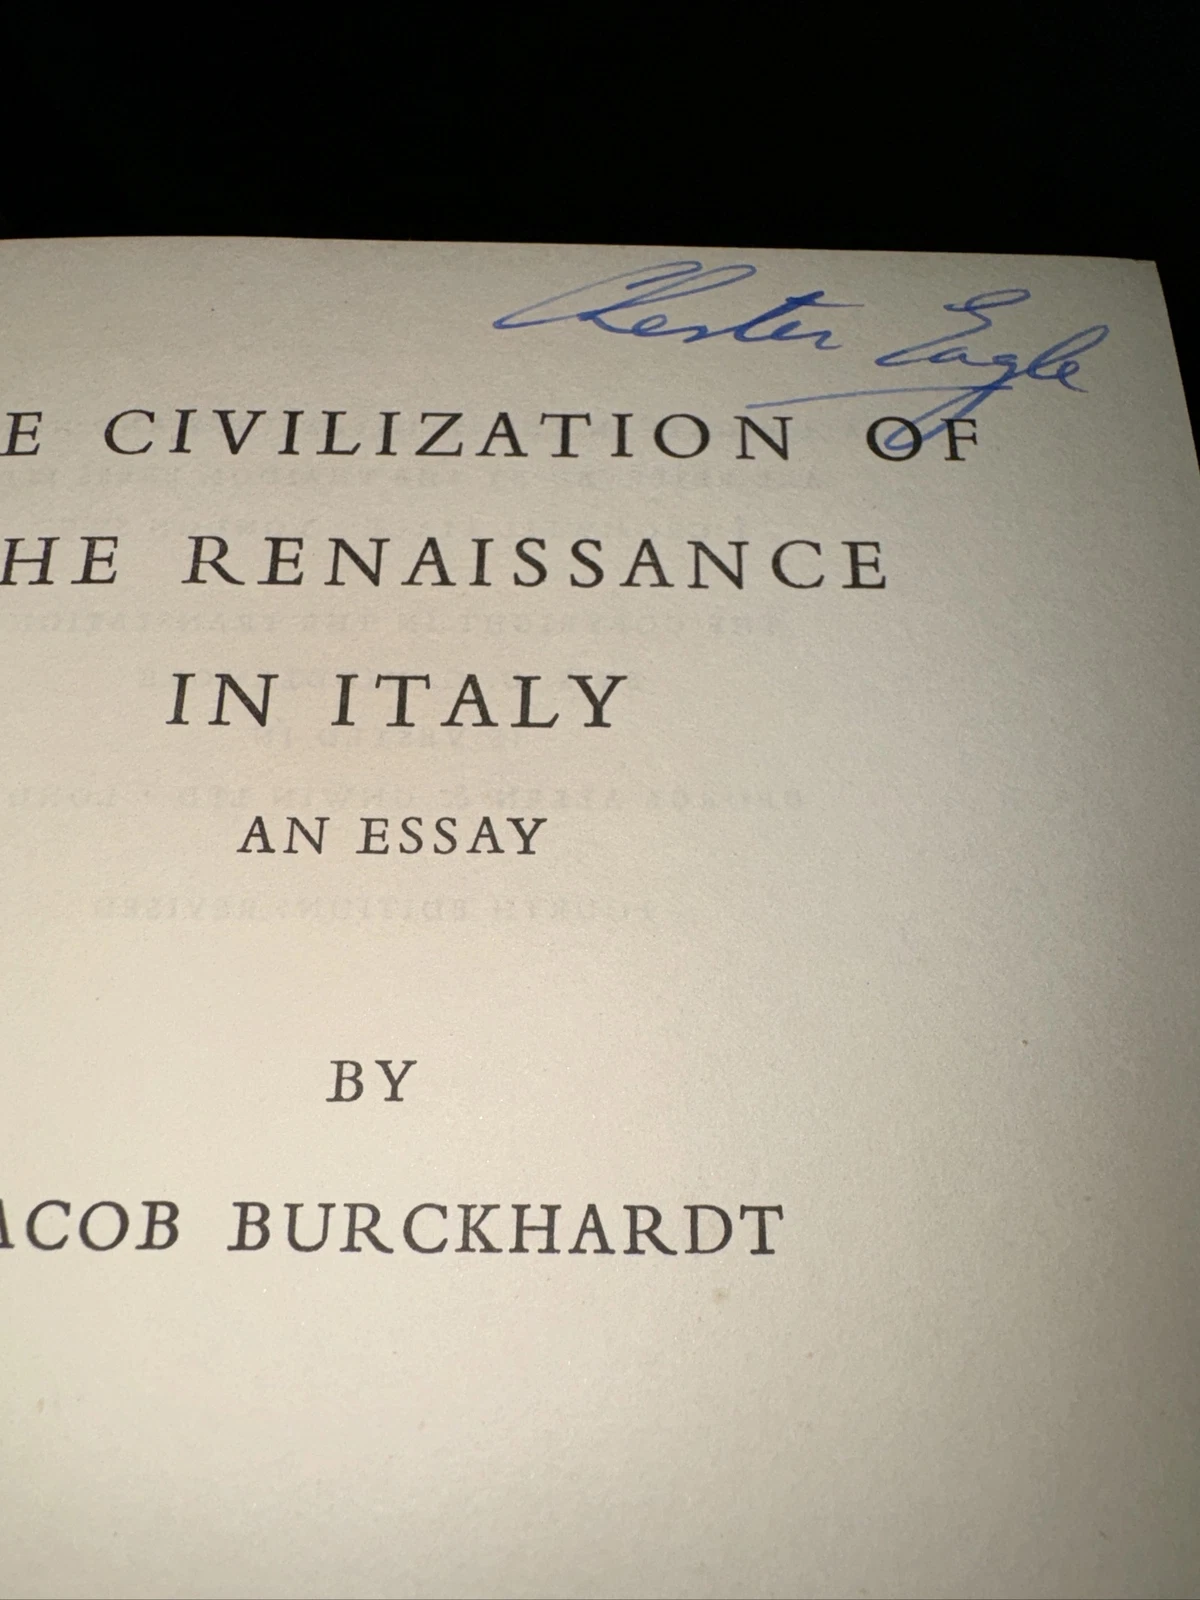 Chester Eagle
E CIVILIZATION OF
HE RENAISSANCE
IN ITALY
AN ESSAY
BY
ACOB BURCKHARDT